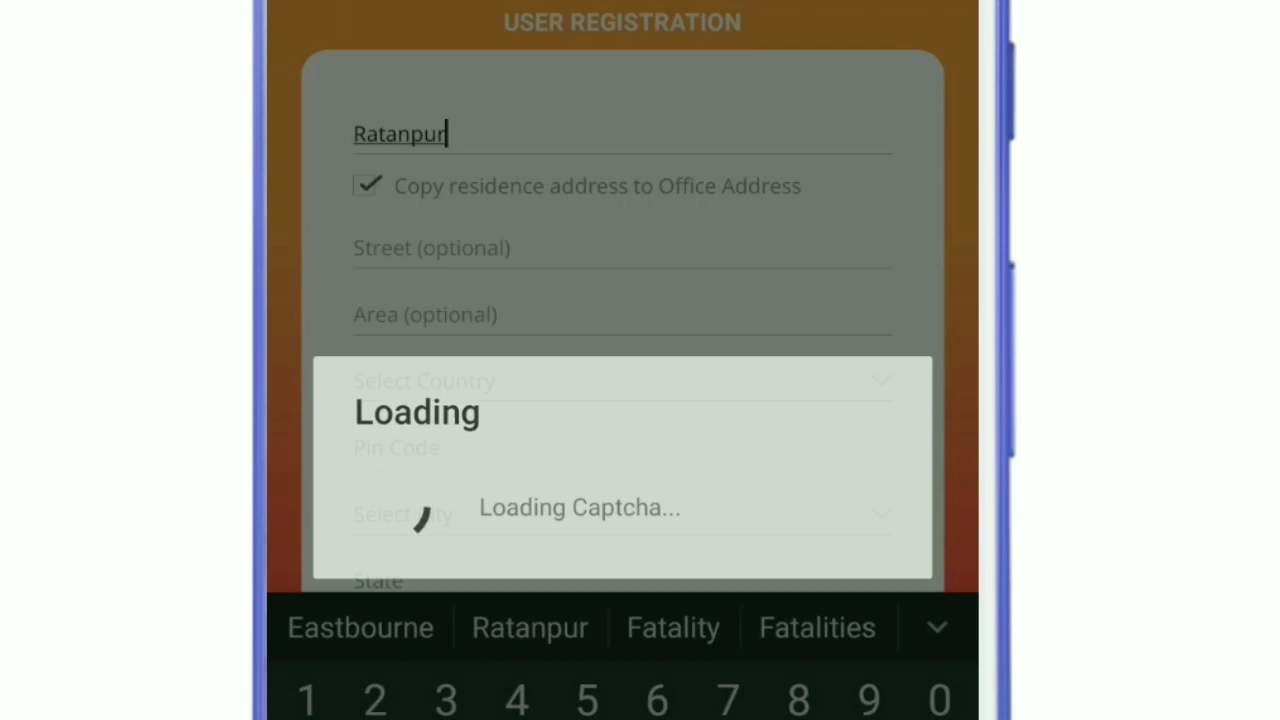 USER REGISTRATION
Ratanpur
Copy residence address to Office Address
Street (optional)
Area (optional)
Select Country
Loading
Pin Code
Select City
Loading Captcha...
State
Eastbourne Ratanpur Fatality Fatalities
1 2 3 4 5 6 7 8 9 0